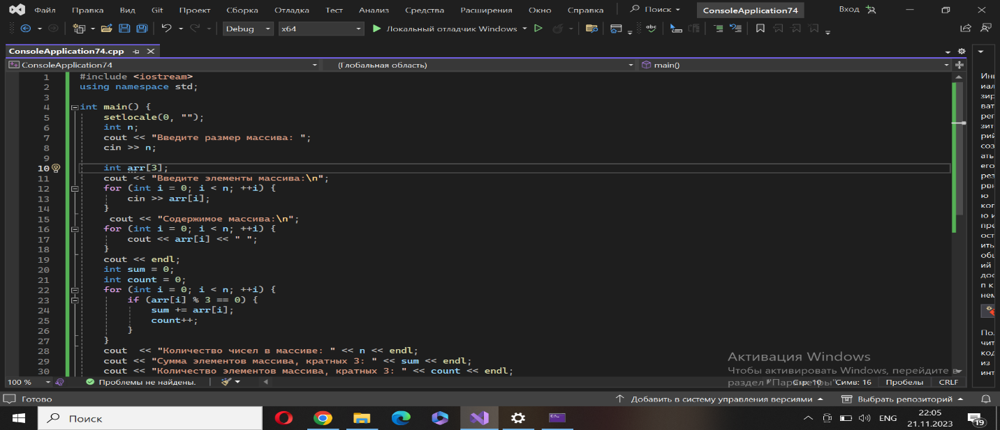 Файл Правка Вид Git Проект Сборка Отладка Тест Анализ Средства Расширения Окно Справка Поиск ConsoleApplication74 Вход
Debug x64 Локальный отладчик Windows
ConsoleApplication74.cpp
ConsoleApplication74 (Глобальная область) main()
1 #include <iostream>
2 using namespace std;
3
4 int main() {
5 setlocale(0, "");
6 int n;
7 cout << "Введите размер массива: ";
8 cin >> n;
9
10 int arr[3];
11 cout << "Введите элементы массива:\n";
12 for (int i = 0; i < n; ++i) {
13 cin >> arr[i];
14 }
15 cout << "Содержимое массива:\n";
16 for (int i = 0; i < n; ++i) {
17 cout << arr[i] << " ";
18 }
19 cout << endl;
20 int sum = 0;
21 int count = 0;
22 for (int i = 0; i < n; ++i) {
23 if (arr[i] % 3 == 0) {
24 sum += arr[i];
25 count++;
26 }
27 }
28 cout << "Количество чисел в массиве: " << n << endl;
29 cout << "Сумма элементов массива, кратных 3: " << sum << endl;
30 cout << "Количество элементов массива, кратных 3: " << count << endl;
зир
ват
реп
зит
рий
соз
ать
его
рез
рвн
ю
коп
ю и
пре
ост
ить
общ
ий
дос
п к
нем
чит
код
из
инт
Активация Windows
Чтобы активировать Windows, перейдите в
раздел "Параметры".
100 % Проблемы не найдены. Стр: 10 Симв: 16 Пробелы CRLF
Готово Добавить в систему управления версиями Выбрать репозиторий
Поиск ENG 22:05
21.11.2023 19